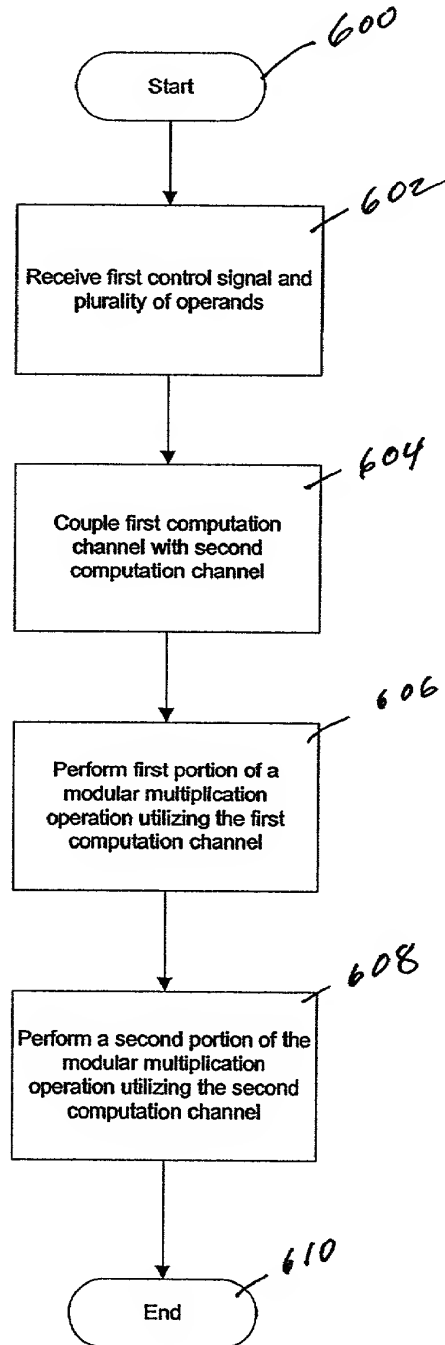 600
Start
602
Receive first control signal and
plurality of operands
604
Couple first computation
channel with second
computation channel
606
Perform first portion of a
modular multiplication
operation utilizing the first
computation channel
608
Perform a second portion of the
modular multiplication
operation utilizing the second
computation channel
610
End